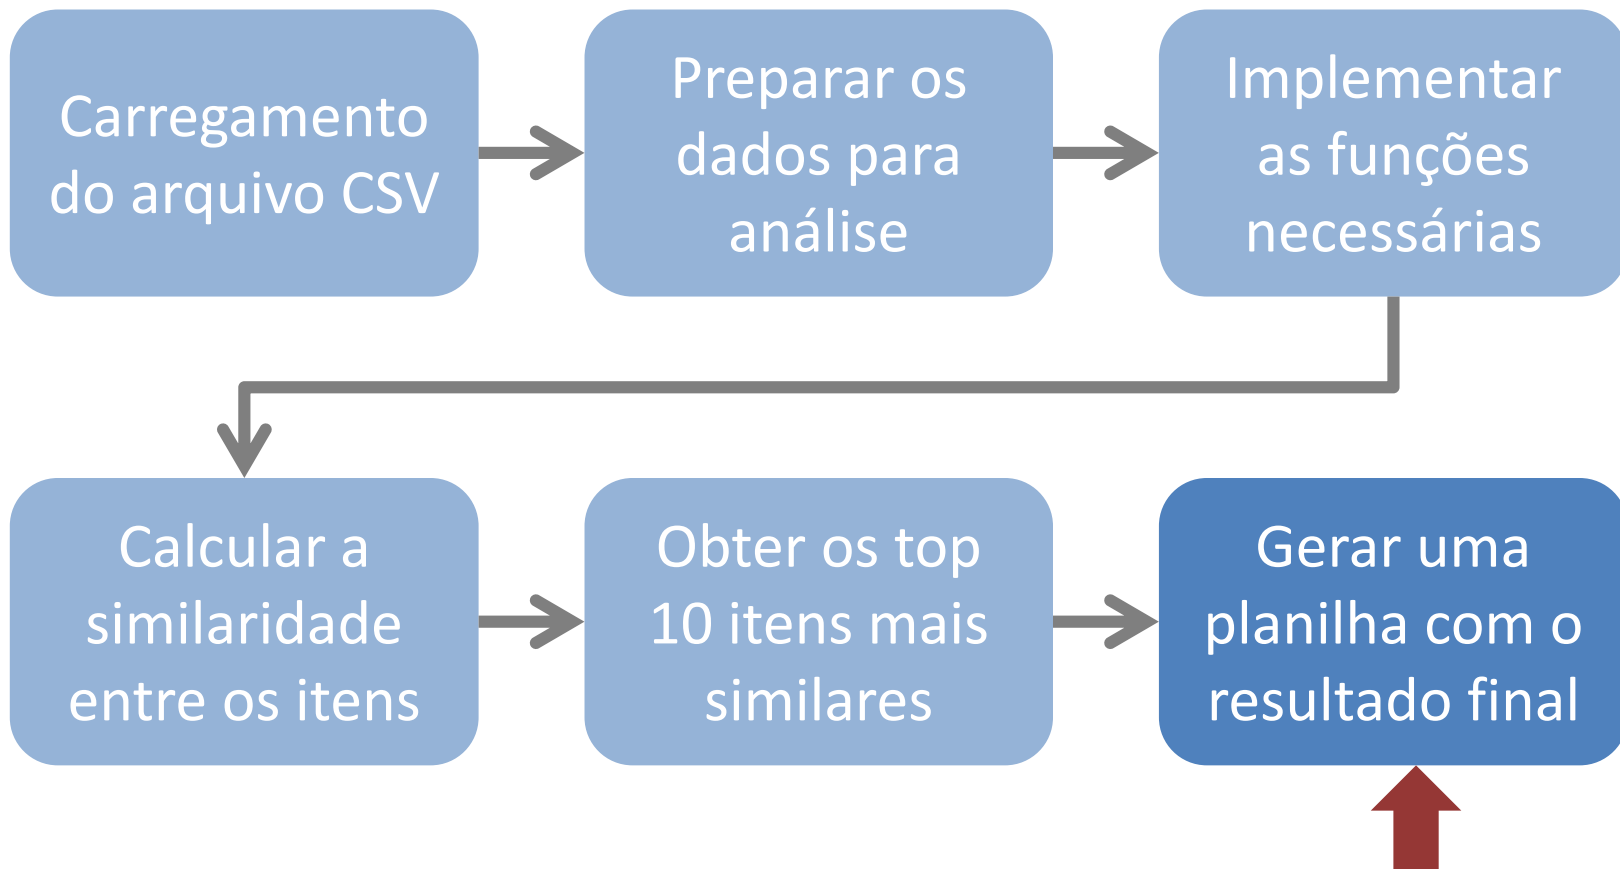 Carregamento
do arquivo CSV
Preparar os
dados para
análise
Implementar
as funções
necessárias
Calcular a
similaridade
entre os itens
Obter os top
10 itens mais
similares
Gerar uma
planilha com o
resultado final